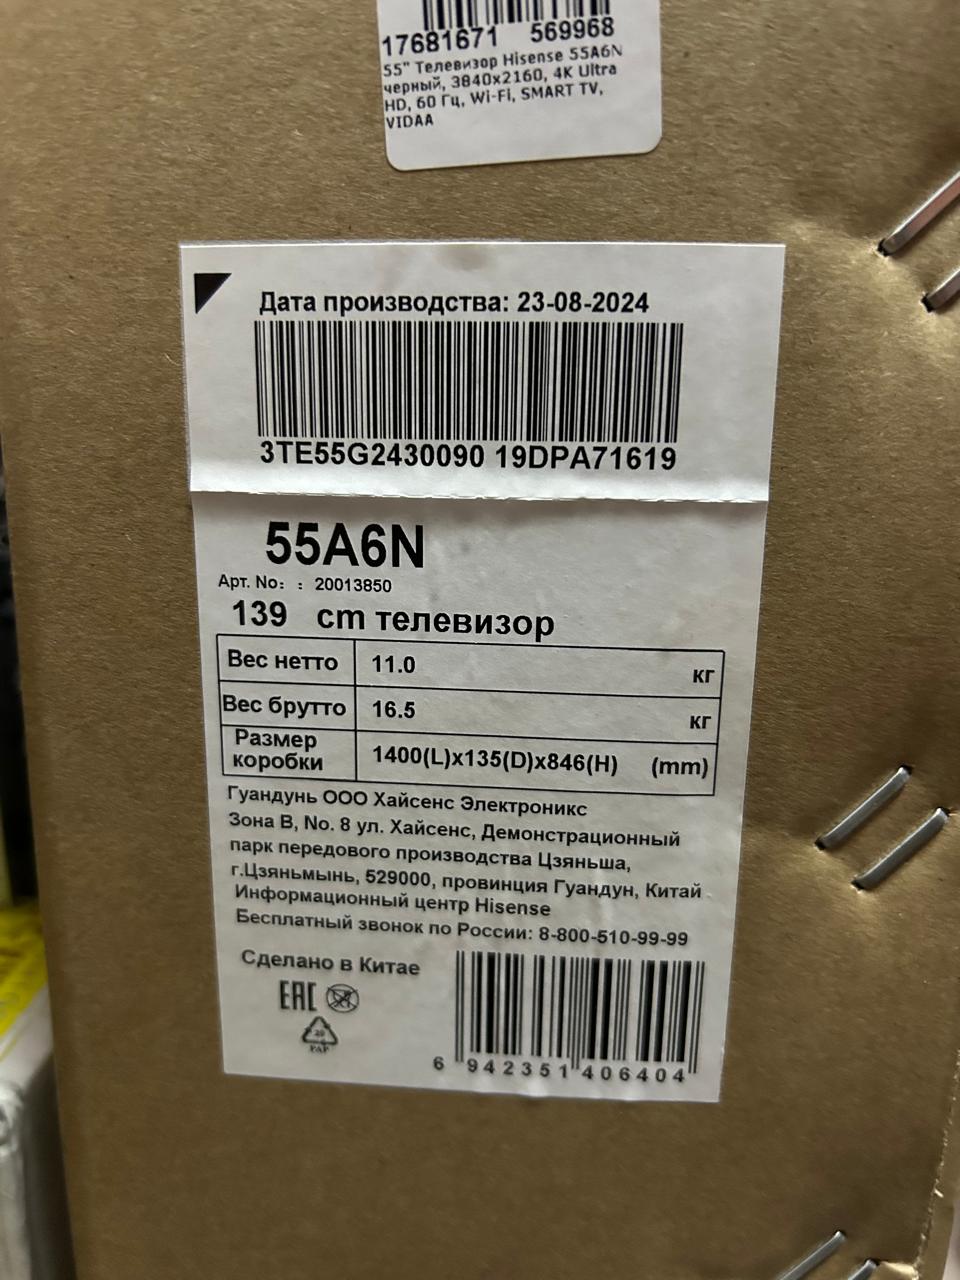 17681671 569968
55" Телевизор Hisense 55A6N
черный, 3840x2160, 4K Ultra
HD, 60 Гц, Wi-Fi, SMART TV,
VIDAA
Дата производства: 23-08-2024
3TE55G2430090 19DPA71619
55A6N
Арт. No: : 20013850
139 cm телевизор
Вес нетто 11.0 кг
Вес брутто 16.5 кг
Размер
коробки 1400(L)x135(D)x846(H) (mm)
Гуандунь ООО Хайсенс Электроникс
Зона B, No. 8 ул. Хайсенс, Демонстрационный
парк передового производства Цзяньша,
г.Цзяньмынь, 529000, провинция Гуандун, Китай
Информационный центр Hisense
Бесплатный звонок по России: 8-800-510-99-99
Сделано в Китае
EAC
20
PAP
6 942351 406404